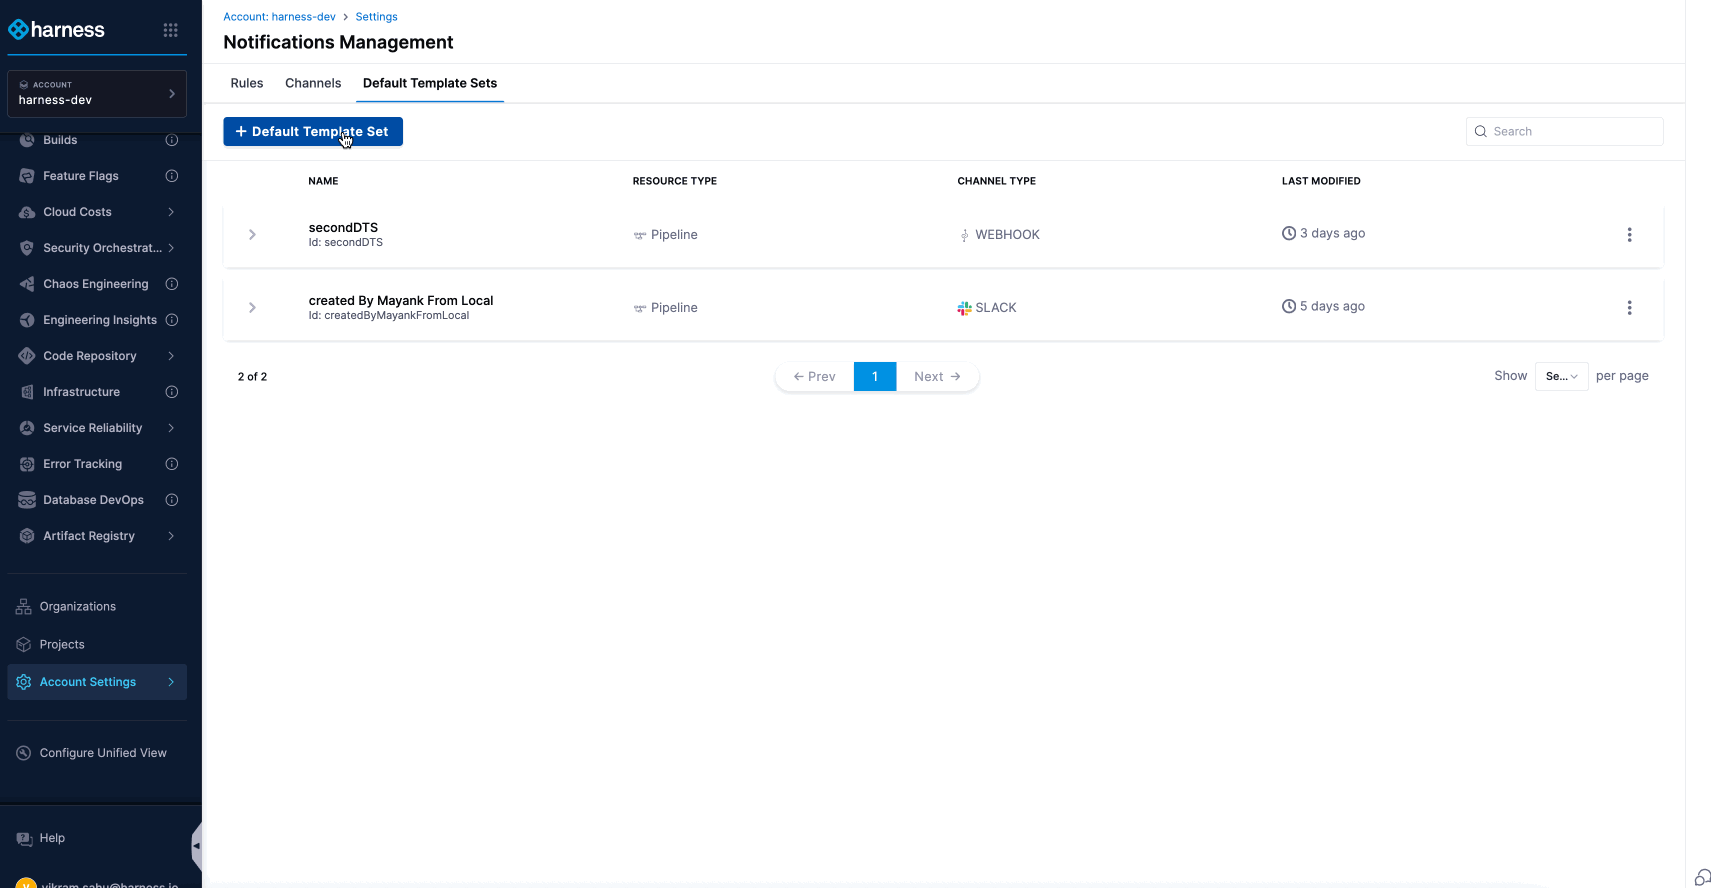 harness
ACCOUNT
harness-dev
Builds
Feature Flags
Cloud Costs
Security Orchestrat...
Chaos Engineering
Engineering Insights
Code Repository
Infrastructure
Service Reliability
Error Tracking
Database DevOps
Artifact Registry
Organizations
Projects
Account Settings
Configure Unified View
Help
V vikram.sahu@harness.io
Account: harness-dev > Settings
Notifications Management
Rules Channels Default Template Sets
+ Default Template Set
Search
NAME RESOURCE TYPE CHANNEL TYPE LAST MODIFIED
secondDTS
Id: secondDTS
Pipeline WEBHOOK 3 days ago
created By Mayank From Local
Id: createdByMayankFromLocal
Pipeline SLACK 5 days ago
2 of 2
← Prev 1 Next →
Show Se... per page